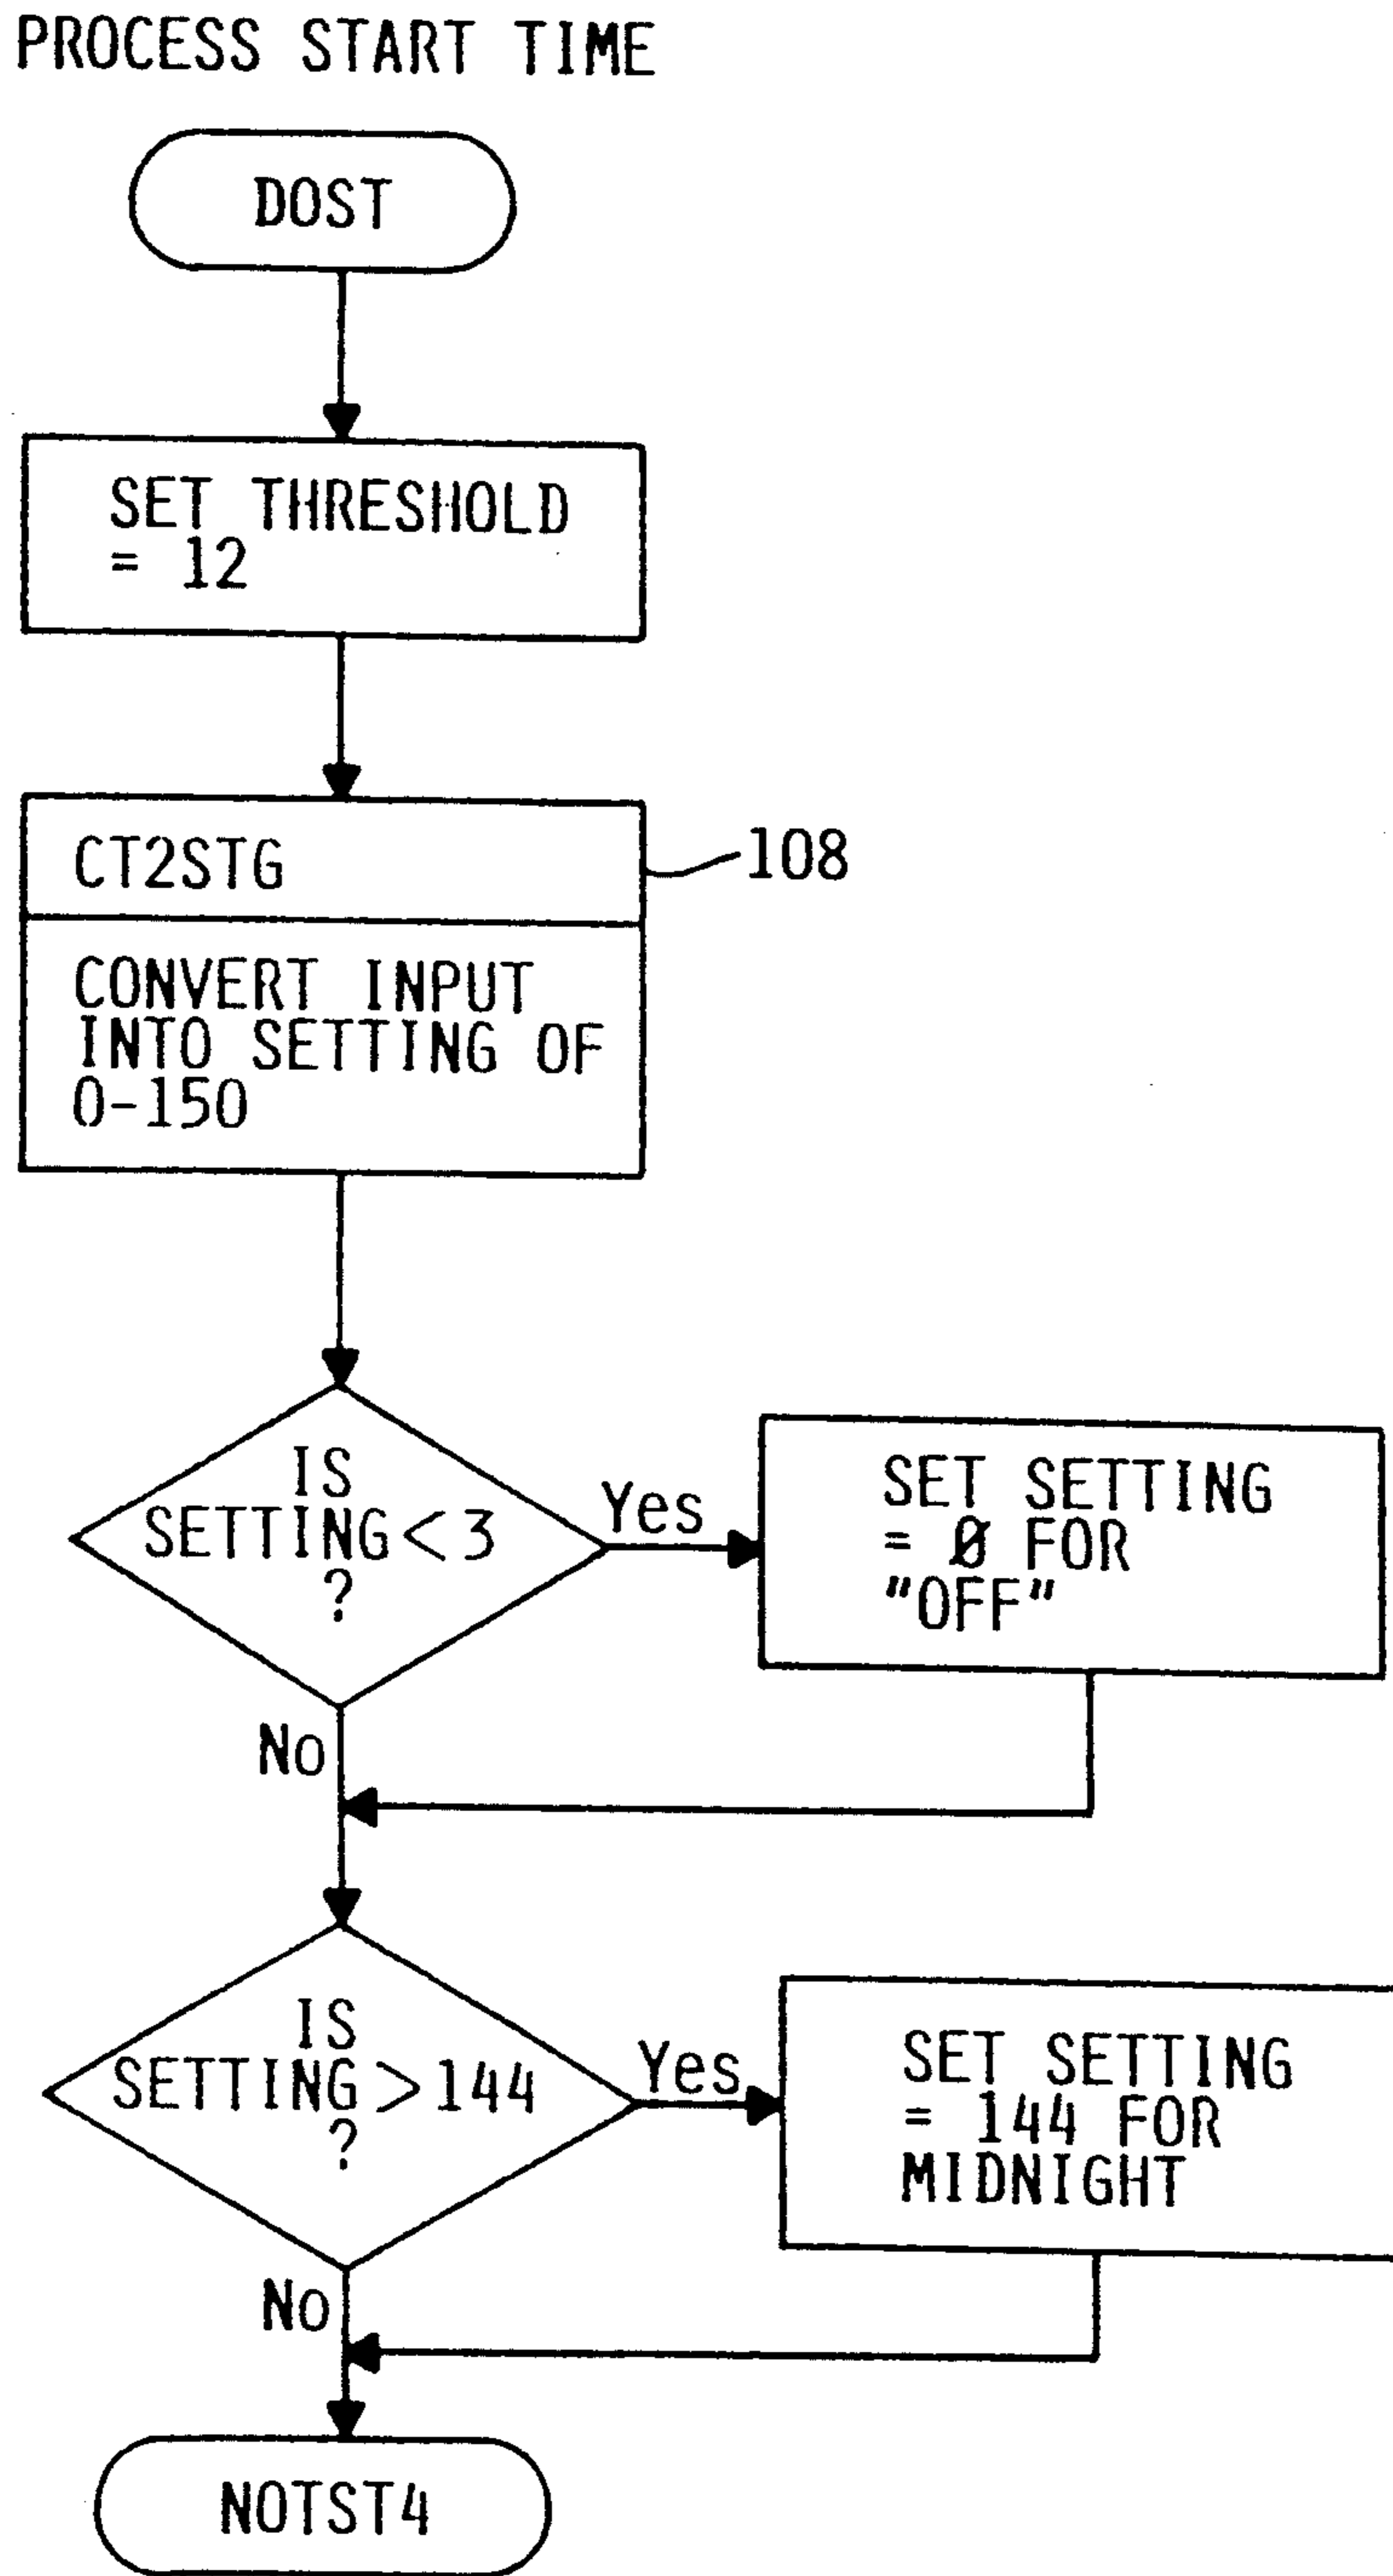 PROCESS START TIME
DOST
SET THRESHOLD
= 12
CT2STG
108
CONVERT INPUT
INTO SETTING OF
0-150
IS
SETTING<3
?
Yes
SET SETTING
= Ø FOR
"OFF"
No
IS
SETTING>144
?
Yes
SET SETTING
= 144 FOR
MIDNIGHT
No
NOTST4